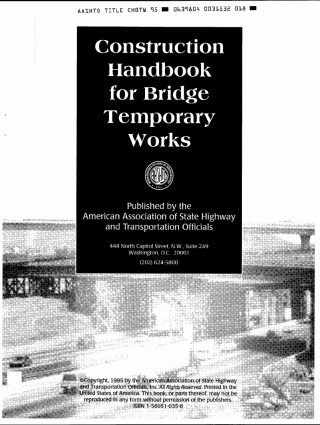 AASHTO TITLE CHBTW 95 ■ 0639804 0031532 068 ■
Construction
Handbook
for Bridge
Temporary
Works
Published by the
American Association of State Highway
and Transportation Officials
444 North Capitol Street, N.W., Suite 249
Washington, D.C. 20001
(202) 624-5800
©Copyright, 1995 by the American Association of State Highway
and Transportation Officials, Inc. All Rights Reserved. Printed in the
United States of America. This book, or parts thereof, may not be
reproduced in any form without permission of the publishers.
ISBN 1-56051-035-8